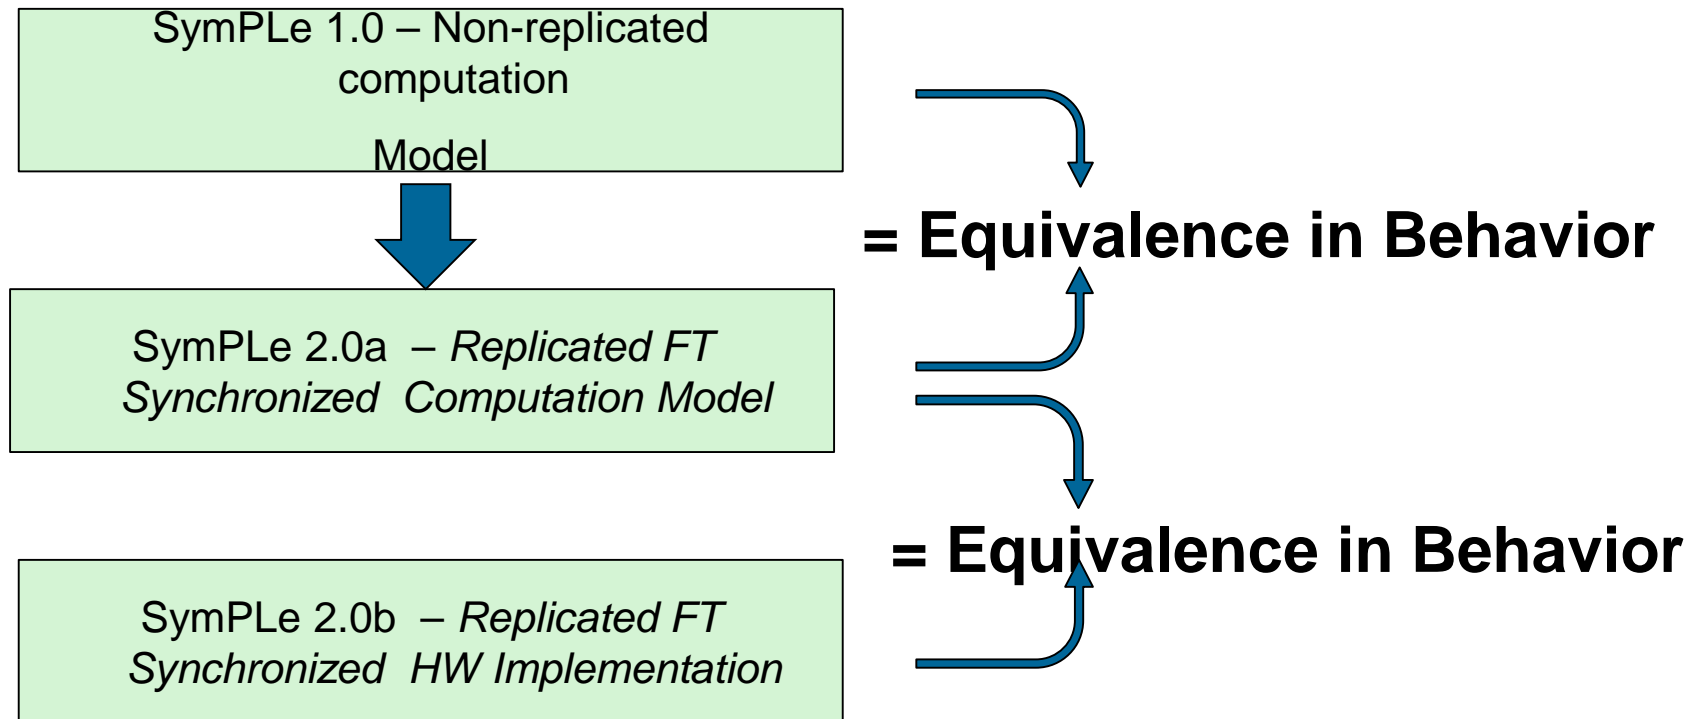 SymPLe 1.0 – Non-replicated
computation
Model
= Equivalence in Behavior
SymPLe 2.0a – Replicated FT
Synchronized Computation Model
= Equivalence in Behavior
SymPLe 2.0b – Replicated FT
Synchronized HW Implementation